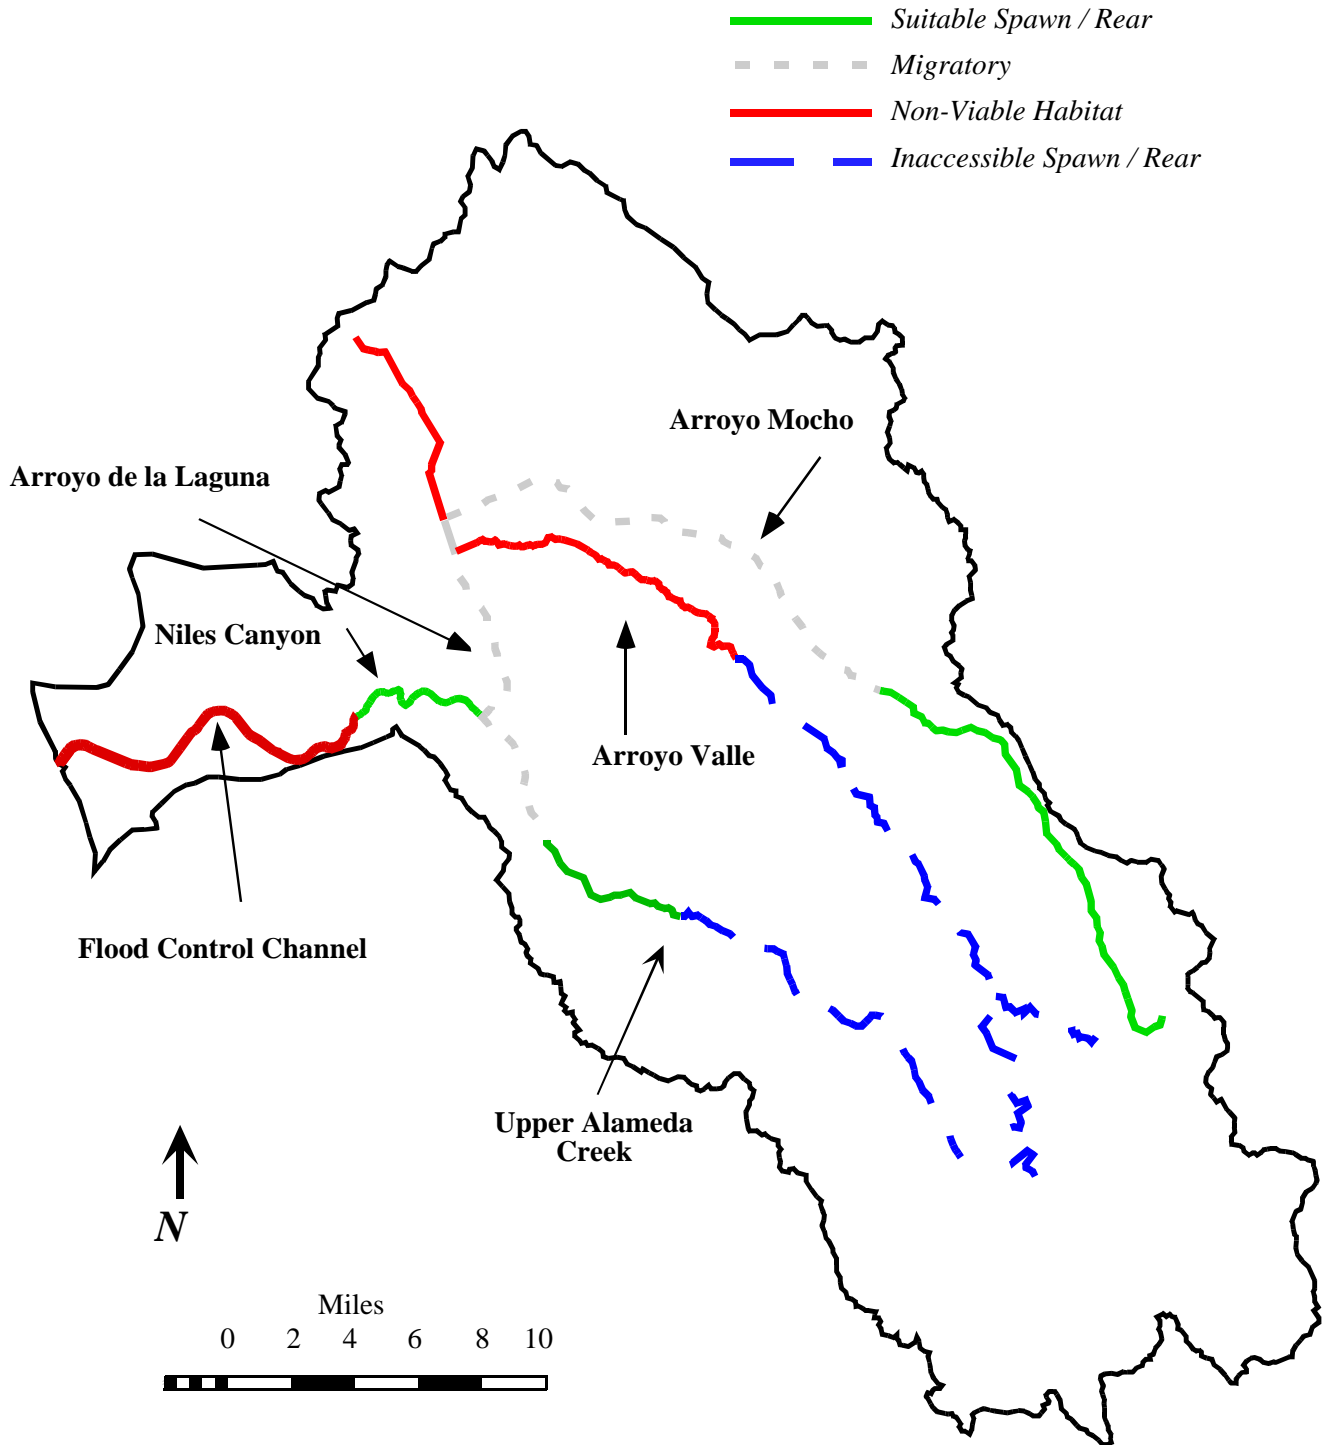 Suitable Spawn / Rear
Migratory
Non-Viable Habitat
Inaccessible Spawn / Rear
Arroyo Mocho
Arroyo de la Laguna
Niles Canyon
Arroyo Valle
Flood Control Channel
Upper Alameda
Creek
N
Miles
0 2 4 6 8 10